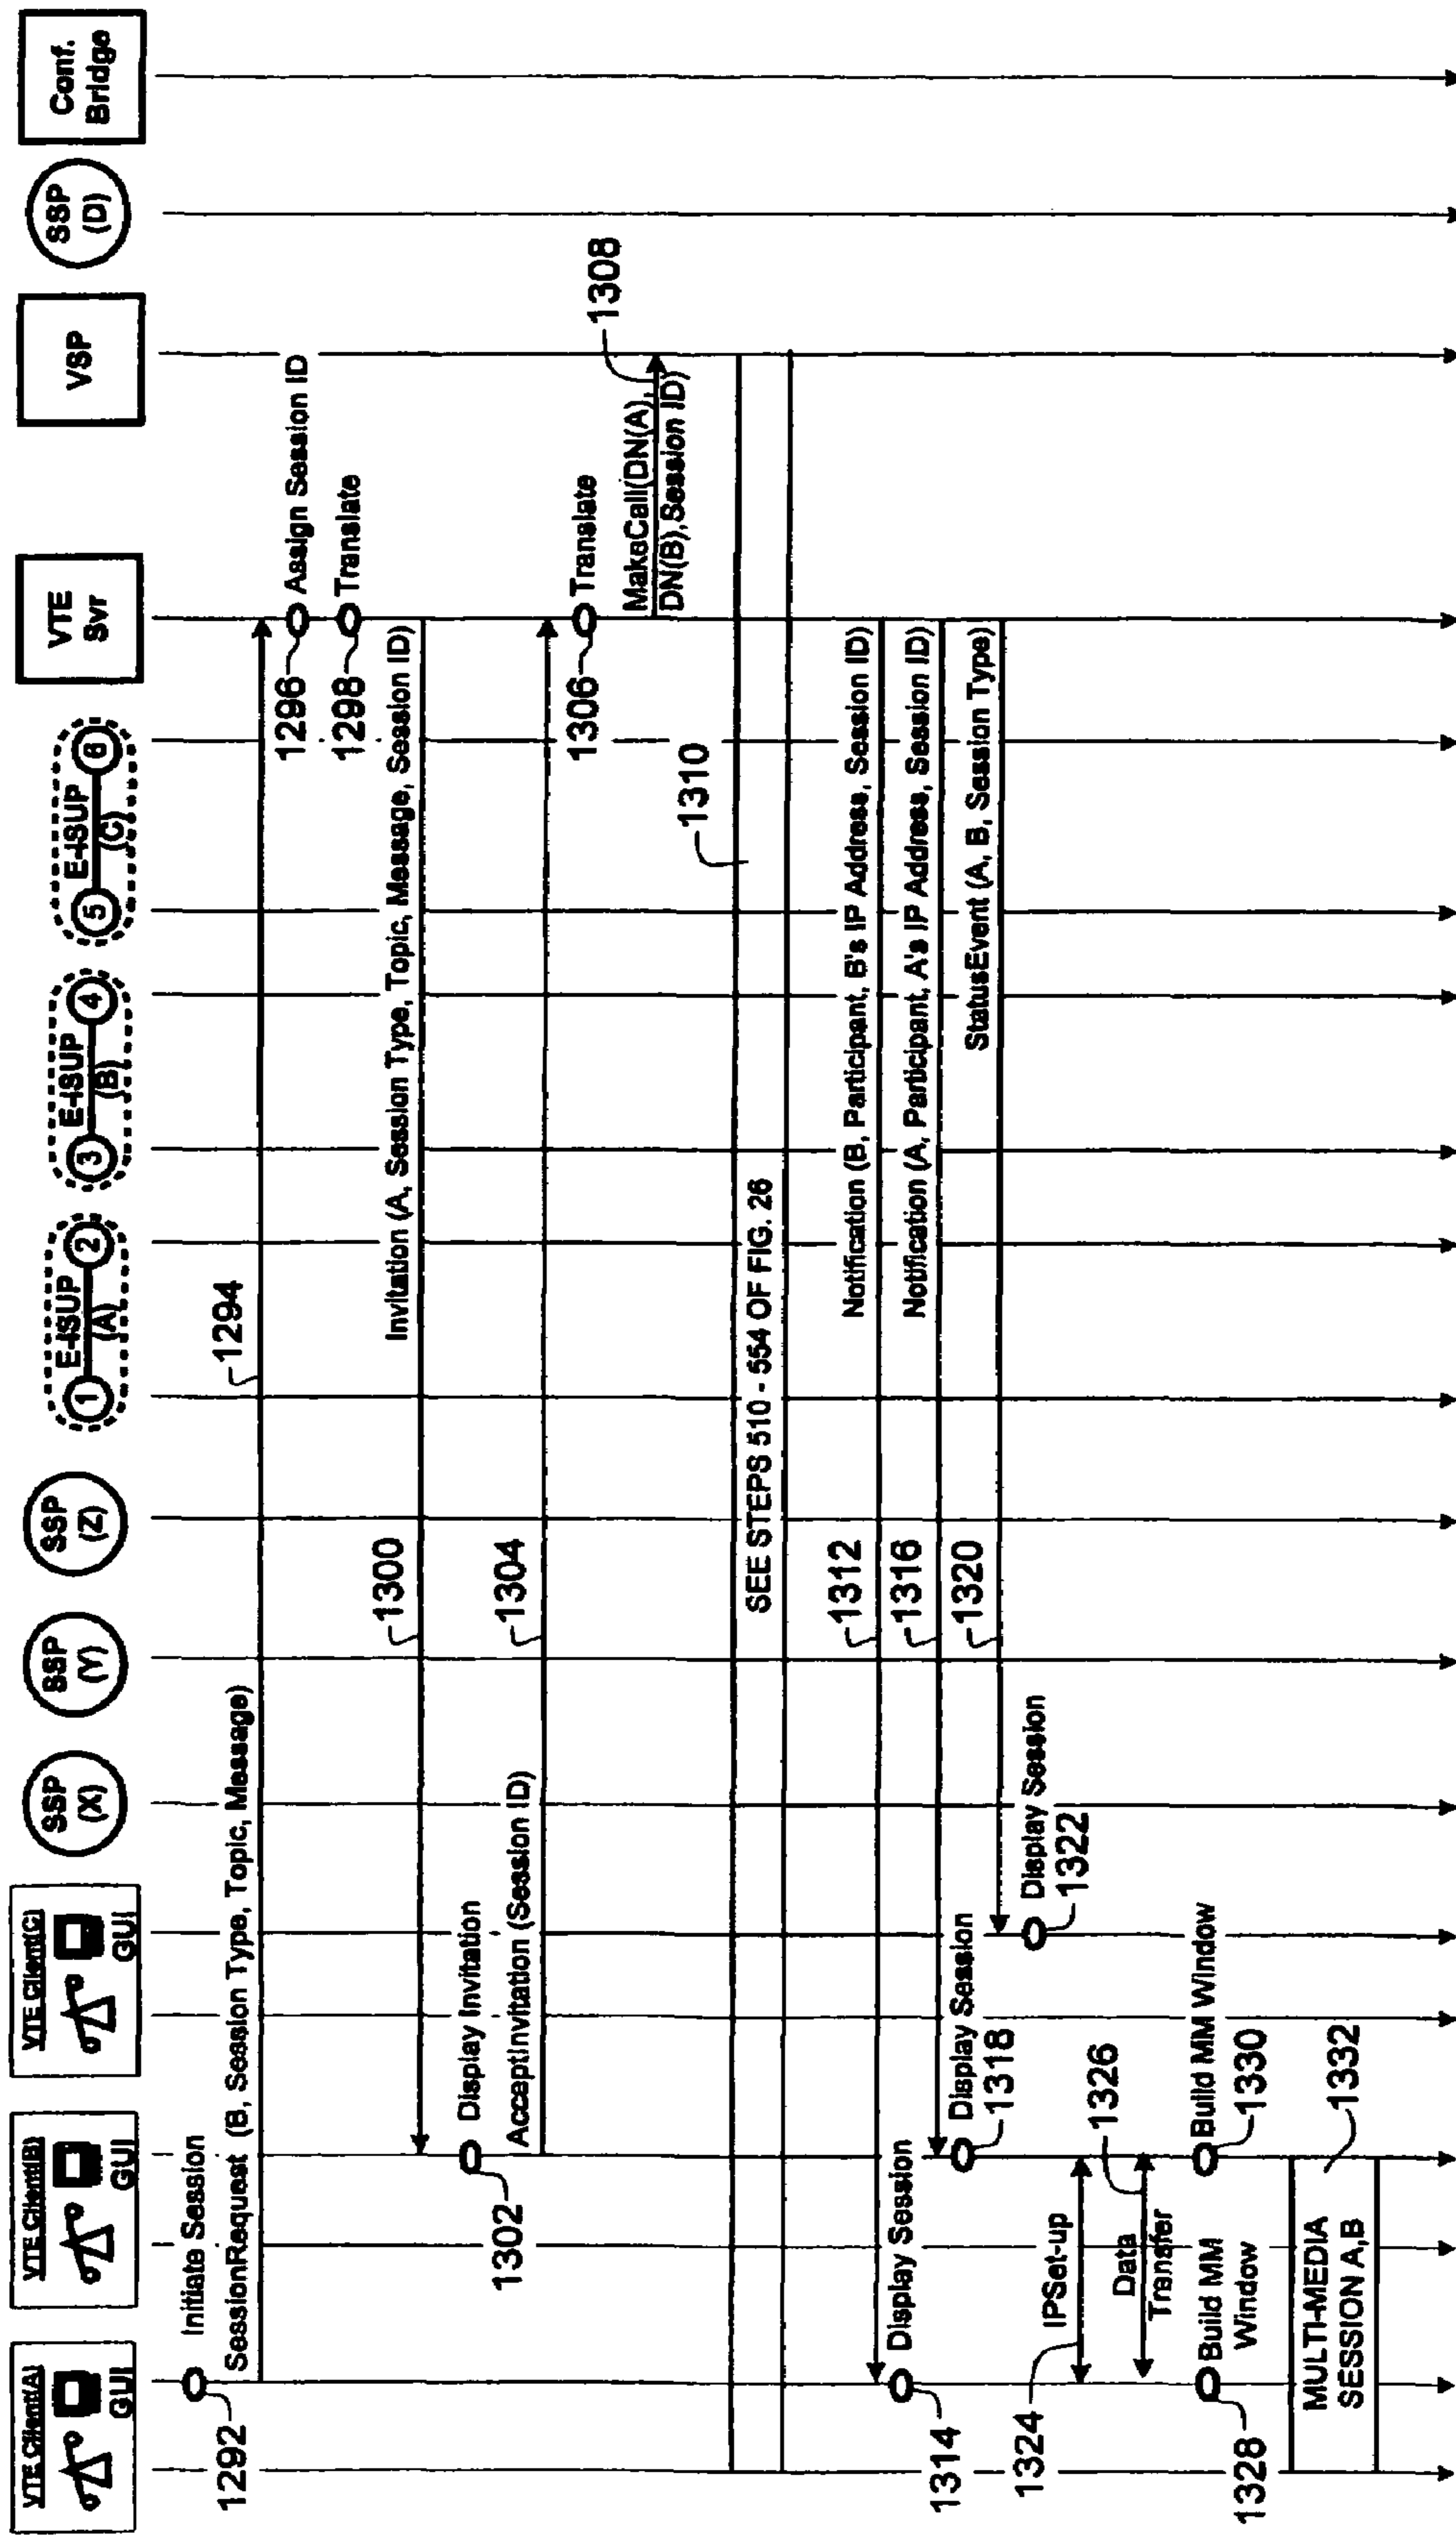 VTE Client(A)
GUI
VTE Client(B)
GUI
VTE Client(C)
GUI
SSP
(X)
SSP
(Y)
SSP
(Z)
1
E-ISUP
(A)
2
3
E-ISUP
(B)
4
5
E-ISUP
(C)
6
VTE
Svr
VSP
SSP
(D)
Conf.
Bridge
Initiate Session
1292
SessionRequest (B, Session Type, Topic, Message)
1294
Assign Session ID
1296
Translate
1298
Invitation (A, Session Type, Topic, Message, Session ID)
1300
Display Invitation
1302
AcceptInvitation (Session ID)
1304
Translate
1306
MakeCall(DN(A),
DN(B),Session ID)
1308
SEE STEPS 510 - 554 OF FIG. 26
1310
Notification (B, Participant, B's IP Address, Session ID)
1312
Display Session
1314
Notification (A, Participant, A's IP Address, Session ID)
1316
Display Session
1318
StatusEvent (A, B, Session Type)
1320
Display Session
1322
IPSet-up
1324
Data
Transfer
1326
Build MM
Window
1328
Build MM Window
1330
MULTI-MEDIA
SESSION A,B
1332